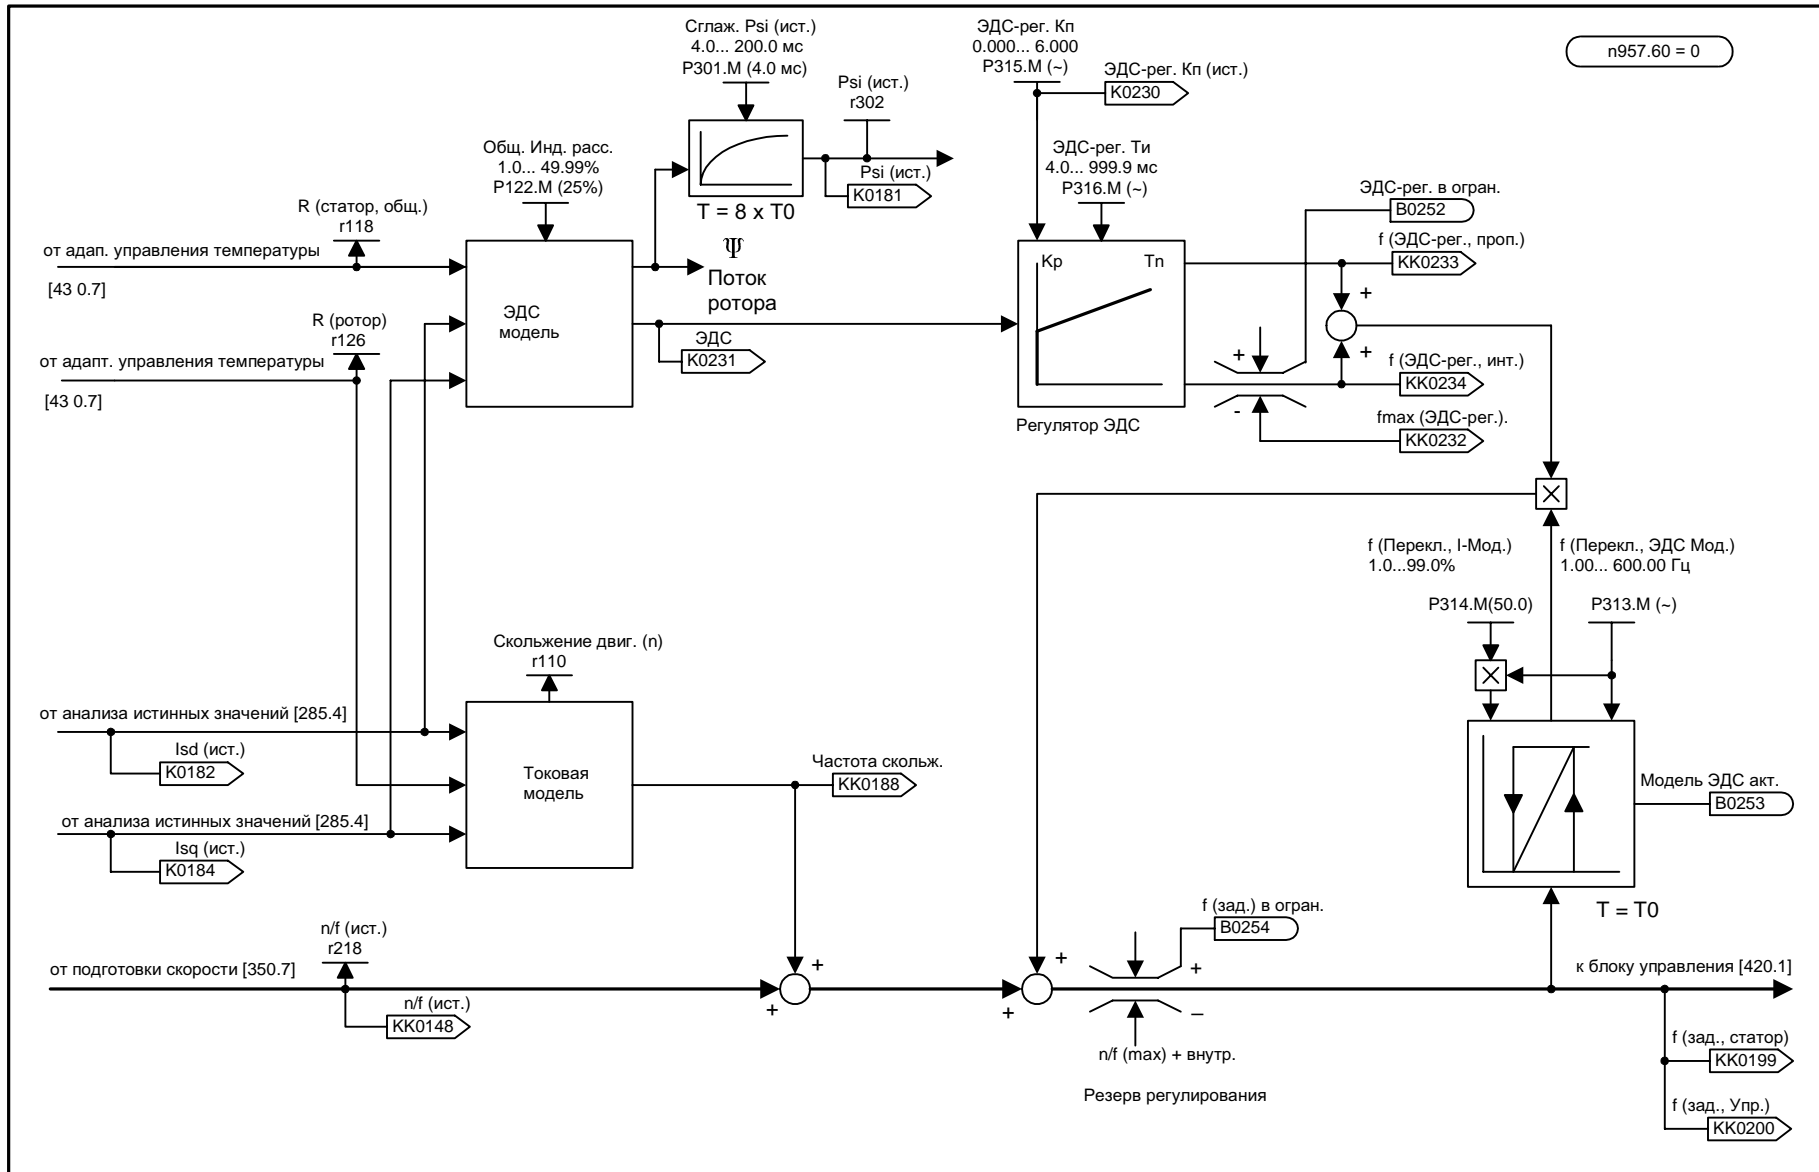 Сглаж. Psi (ист.)
4.0... 200.0 мс
P301.M (4.0 мс)
ЭДС-рег. Кп
0.000... 6.000
P315.M (~)
ЭДС-рег. Кп (ист.)
K0230
n957.60 = 0
Psi (ист.)
r302
Общ. Инд. расс.
1.0... 49.99%
P122.M (25%)
T = 8 x T0
Psi (ист.)
K0181
ЭДС-рег. Ти
4.0... 999.9 мс
P316.M (~)
ЭДС-рег. в огран.
B0252
R (статор, общ.)
r118
от адап. управления температуры
[43 0.7]
Ψ
Поток
ротора
f (ЭДС-рег., проп.)
KK0233
Kp
Tn
+
R (ротор)
r126
от адапт. управления температуры
[43 0.7]
ЭДС
модель
ЭДС
K0231
+
+
f (ЭДС-рег., инт.)
KK0234
-
fmax (ЭДС-рег.).
KK0232
Регулятор ЭДС
f (Перекл., I-Мод.)
1.0...99.0%
f (Перекл., ЭДС Мод.)
1.00... 600.00 Гц
P314.M(50.0)
P313.M (~)
Скольжение двиг. (n)
r110
от анализа истинных значений [285.4]
Isd (ист.)
K0182
Токовая
модель
Частота скольж.
KK0188
Модель ЭДС акт.
B0253
от анализа истинных значений [285.4]
Isq (ист.)
K0184
T = T0
n/f (ист.)
r218
f (зад.) в огран.
B0254
от подготовки скорости [350.7]
+
+
+
к блоку управления [420.1]
n/f (ист.)
KK0148
+
+
–
n/f (max) + внутр.
Резерв регулирования
f (зад., статор)
KK0199
f (зад., Упр.)
KK0200